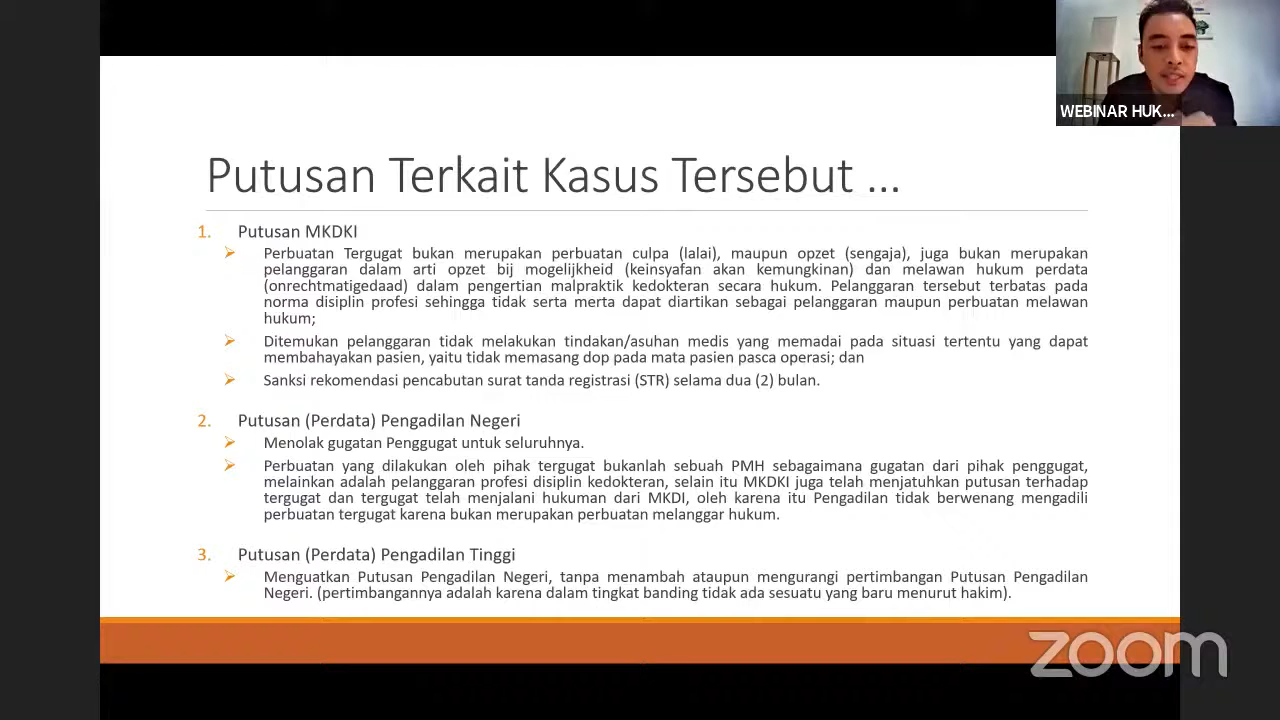 WEBINAR HUK...
Putusan Terkait Kasus Tersebut ...
1. Putusan MKDKI
Perbuatan Tergugat bukan merupakan perbuatan culpa (lalai), maupun opzet (sengaja), juga bukan merupakan
pelanggaran dalam arti opzet bij mogelijkheid (keinsyafan akan kemungkinan) dan melawan hukum perdata
(onrechtmatigedaad) dalam pengertian malpraktik kedokteran secara hukum. Pelanggaran tersebut terbatas pada
norma disiplin profesi sehingga tidak serta merta dapat diartikan sebagai pelanggaran maupun perbuatan melawan
hukum;
Ditemukan pelanggaran tidak melakukan tindakan/asuhan medis yang memadai pada situasi tertentu yang dapat
membahayakan pasien, yaitu tidak memasang dop pada mata pasien pasca operasi; dan
Sanksi rekomendasi pencabutan surat tanda registrasi (STR) selama dua (2) bulan.
2. Putusan (Perdata) Pengadilan Negeri
Menolak gugatan Penggugat untuk seluruhnya.
Perbuatan yang dilakukan oleh pihak tergugat bukanlah sebuah PMH sebagaimana gugatan dari pihak penggugat,
melainkan adalah pelanggaran profesi disiplin kedokteran, selain itu MKDKI juga telah menjatuhkan putusan terhadap
tergugat dan tergugat telah menjalani hukuman dari MKDI, oleh karena itu Pengadilan tidak berwenang mengadili
perbuatan tergugat karena bukan merupakan perbuatan melanggar hukum.
3. Putusan (Perdata) Pengadilan Tinggi
Menguatkan Putusan Pengadilan Negeri, tanpa menambah ataupun mengurangi pertimbangan Putusan Pengadilan
Negeri. (pertimbangannya adalah karena dalam tingkat banding tidak ada sesuatu yang baru menurut hakim).
zoom